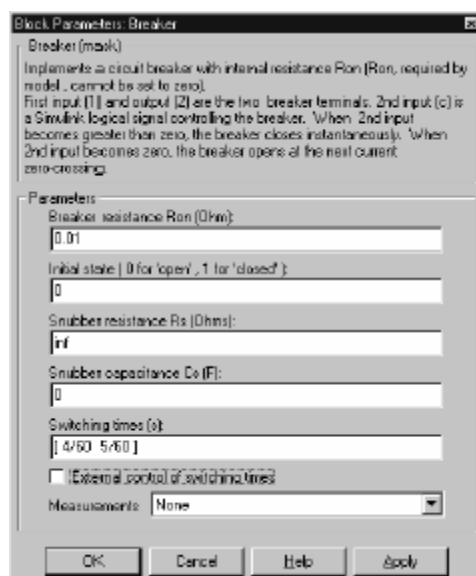 Block Parameters: Breaker
Breaker (mask)
Implements a circuit breaker with internal resistance Ron (Ron, required by
model , cannot be set to zero).
First input (1) and output (2) are the two breaker terminals. 2nd input (c) is
a Simulink logical signal controlling the breaker. When 2nd input
becomes greater than zero, the breaker closes instantaneously. When
2nd input becomes zero, the breaker opens at the next current
zero-crossing.
Parameters
Breaker resistance Ron (Ohm):
0.01
Initial state ( 0 for 'open' , 1 for 'closed' ):
0
Snubber resistance Rs (Ohms):
inf
Snubber capacitance Cs (F):
0
Switching times (s):
[ 4/60 5/60 ]
External control of switching times
Measurements None
OK Cancel Help Apply